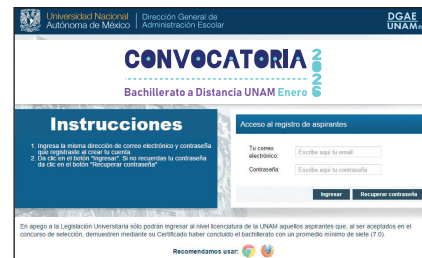 Universidad Nacional
Autónoma de México
Dirección General de
Administración Escolar
DGAE
UNAM
CONVOCATORIA 2026
Bachillerato a Distancia UNAM Enero
Instrucciones
1. Ingresa la misma dirección de correo electrónico y contraseña
que registraste al crear tu cuenta.
2. Da clic en el botón "Ingresar". Si no recuerdas tu contraseña
da clic en el botón "Recuperar contraseña"
Acceso al registro de aspirantes
Tu correo
electrónico:
Escribe aquí tu email
Contraseña:
Escribe aquí tu contraseña
Ingresar
Recuperar contraseña
En apego a la Legislación Universitaria sólo podrán ingresar al nivel licenciatura de la UNAM aquellos aspirantes que, al ser aceptados en el
concurso de selección, demuestren mediante su Certificado haber concluido el bachillerato con un promedio mínimo de siete (7.0).
Recomendamos usar: